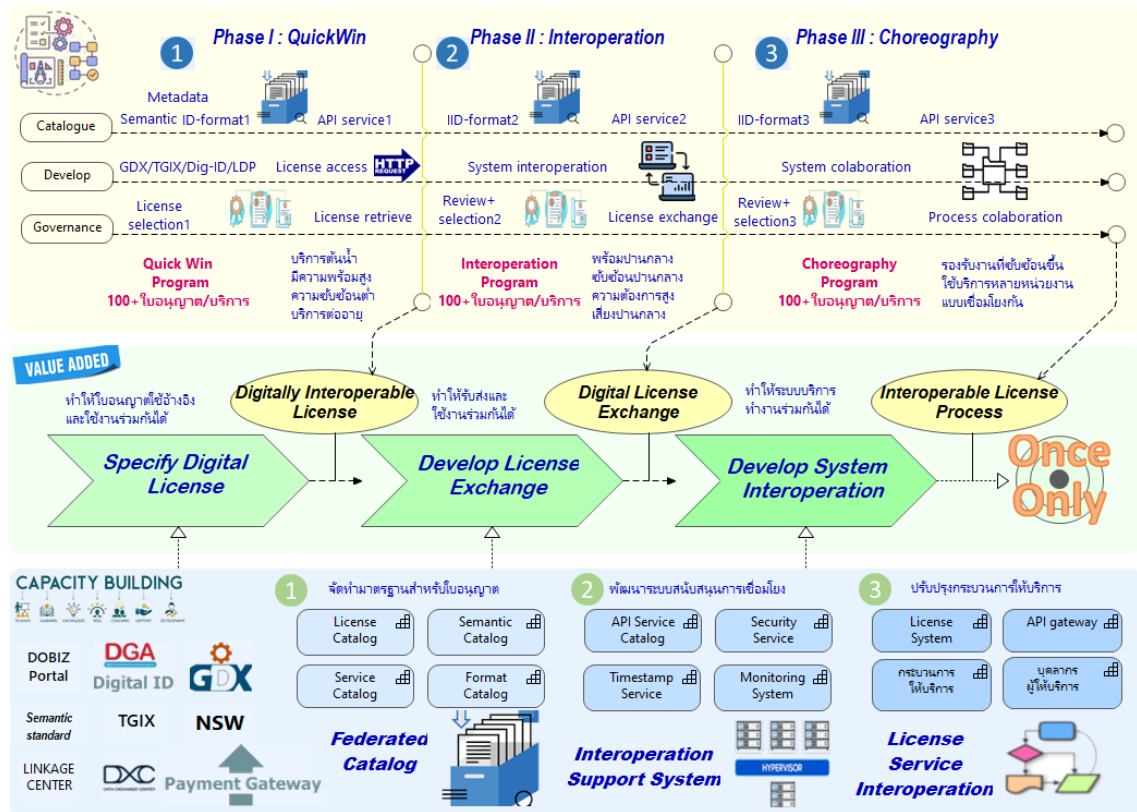 1
Phase I : QuickWin
2
Phase II : Interoperation
3
Phase III : Choreography
Catalogue
Metadata
Semantic ID-format1
API service1
IID-format2
API service2
IID-format3
API service3
Develop
GDX/TGIX/Dig-ID/LDP
License access
HTTP
REQUEST
System interoperation
System colaboration
Governance
License
selection1
License retrieve
Review+
selection2
License exchange
Review+
selection3
Process colaboration
Quick Win
Program
100+ใบอนุญาต/บริการ
บริการต้นน้ำ
มีความพร้อมสูง
ความซับซ้อนต่ำ
บริการต่ออายุ
Interoperation
Program
100+ใบอนุญาต/บริการ
พร้อมปานกลาง
ซับซ้อนปานกลาง
ความต้องการสูง
เสี่ยงปานกลาง
Choreography
Program
100+ใบอนุญาต/บริการ
รองรับงานที่ซับซ้อนขึ้น
ใช้บริการหลายหน่วยงาน
แบบเชื่อมโยงกัน
VALUE ADDED
ทำให้ใบอนุญาตใช้อ้างอิง
และใช้งานร่วมกันได้
Digitally Interoperable
License
ทำให้รับส่งและ
ใช้งานร่วมกันได้
Digital License
Exchange
ทำให้ระบบบริการ
ทำงานร่วมกันได้
Interoperable License
Process
Specify Digital
License
Develop License
Exchange
Develop System
Interoperation
Once
Only
CAPACITY BUILDING
TRAINING LEARNING KNOWLEDGE SKILL COACHING SUPPORT DEVELOPMENT
DOBIZ
Portal
DGA
Digital ID
GDX
Semantic
standard
TGIX
NSW
LINKAGE
CENTER
DXC
DATA EXCHANGE CENTER
Payment Gateway
1
จัดทำมาตรฐานสำหรับใบอนุญาต
License
Catalog
Semantic
Catalog
Service
Catalog
Format
Catalog
Federated
Catalog
2
พัฒนาระบบสนับสนุนการเชื่อมโยง
API Service
Catalog
Security
Service
Timestamp
Service
Monitoring
System
Interoperation
Support System
HYPERVISOR
3
ปรับปรุงกระบวนการให้บริการ
License
System
API gateway
กระบวนการ
ให้บริการ
บุคลากร
ผู้ให้บริการ
License
Service
Interoperation